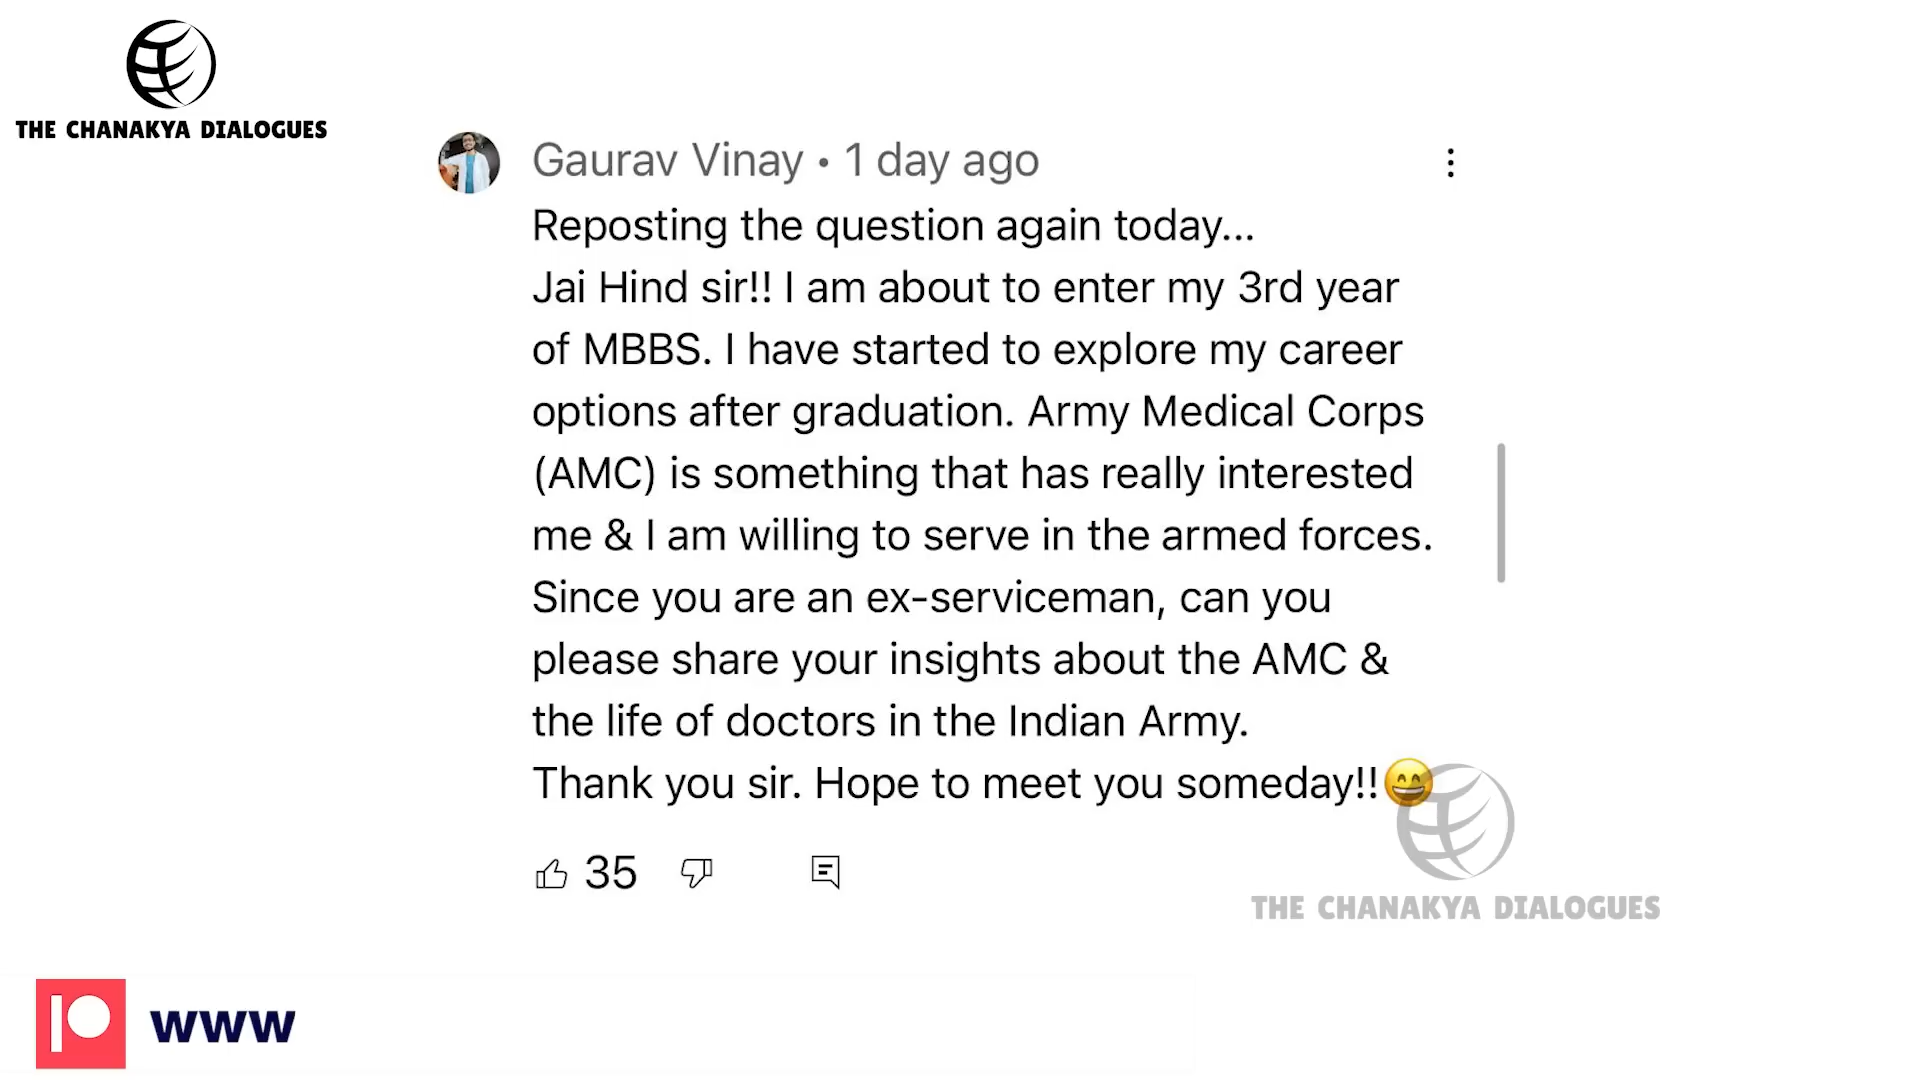 THE CHANAKYA DIALOGUES
Gaurav Vinay • 1 day ago
Reposting the question again today...
Jai Hind sir!! I am about to enter my 3rd year
of MBBS. I have started to explore my career
options after graduation. Army Medical Corps
(AMC) is something that has really interested
me & I am willing to serve in the armed forces.
Since you are an ex-serviceman, can you
please share your insights about the AMC &
the life of doctors in the Indian Army.
Thank you sir. Hope to meet you someday!!😄
35
THE CHANAKYA DIALOGUES
www